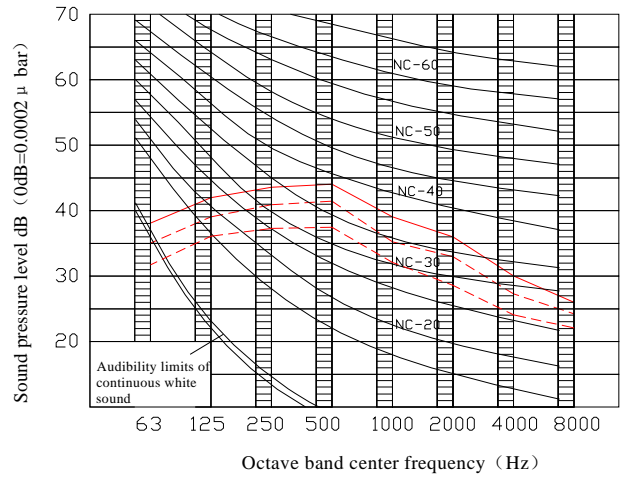 70
60
50
40
30
20
Sound pressure level dB（0dB=0.0002 μ bar）
NC-60
NC-50
NC-40
NC-30
NC-20
Audibility limits of
continuous white
sound
63 125 250 500 1000 2000 4000 8000
Octave band center frequency（Hz）